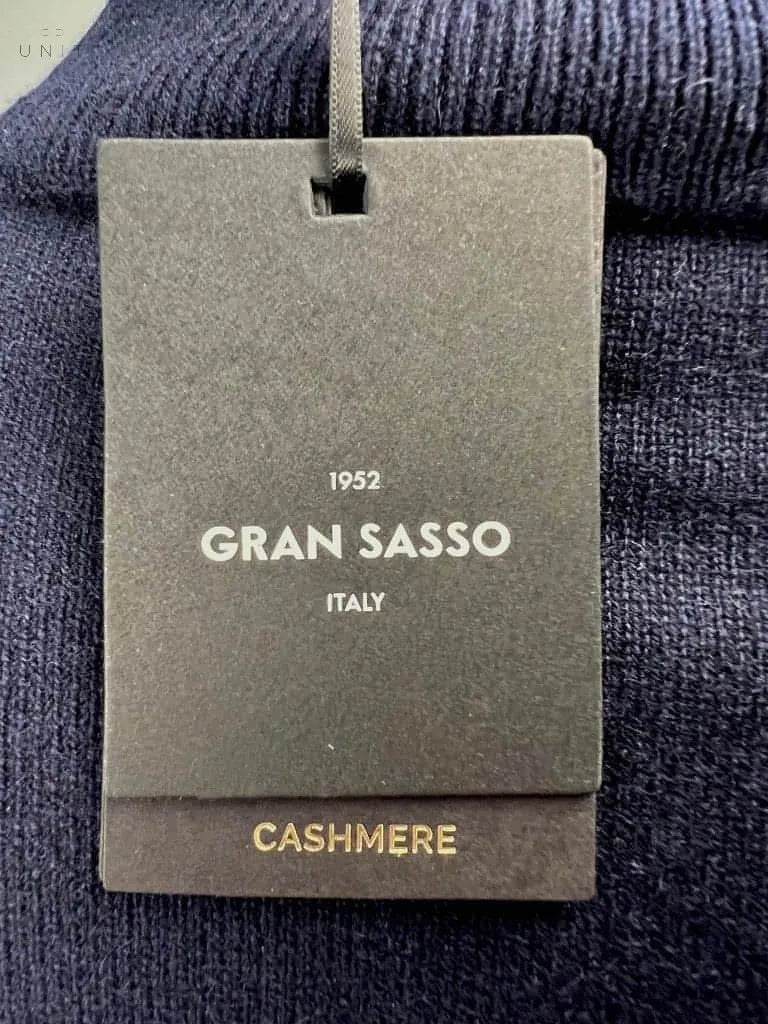 1952
GRAN SASSO
ITALY
CASHMERE